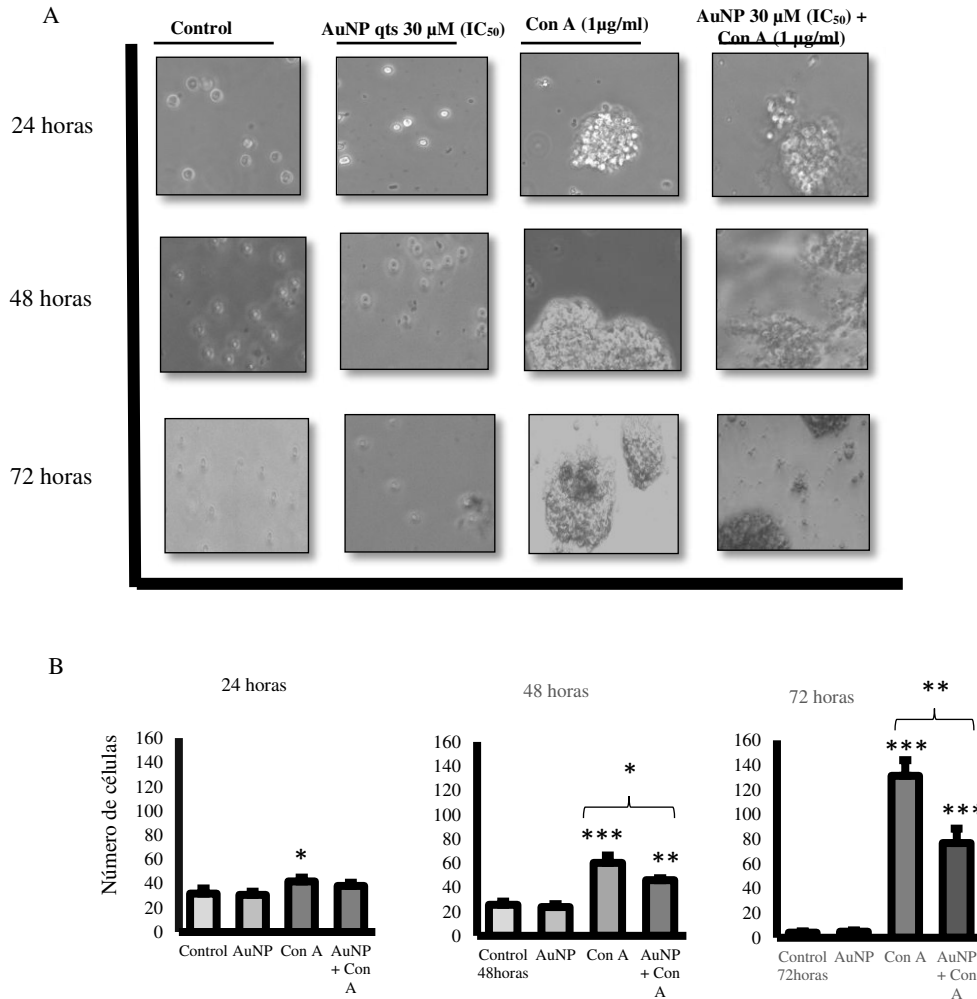 A
Control
AuNP qts 30 µM (IC50)
Con A (1µg/ml)
AuNP 30 µM (IC50) +
Con A (1 µg/ml)
24 horas
48 horas
72 horas
B
24 horas
48 horas
72 horas
Número de células
160
140
120
100
80
60
40
20
0
*
Control
AuNP
Con A
AuNP
+ Con
A
160
140
120
100
80
60
40
20
0
*
***
**
Control
48horas
AuNP
Con A
AuNP
+ Con
A
160
140
120
100
80
60
40
20
0
**
***
***
Control
72horas
AuNP
Con A
AuNP
+ Con
A